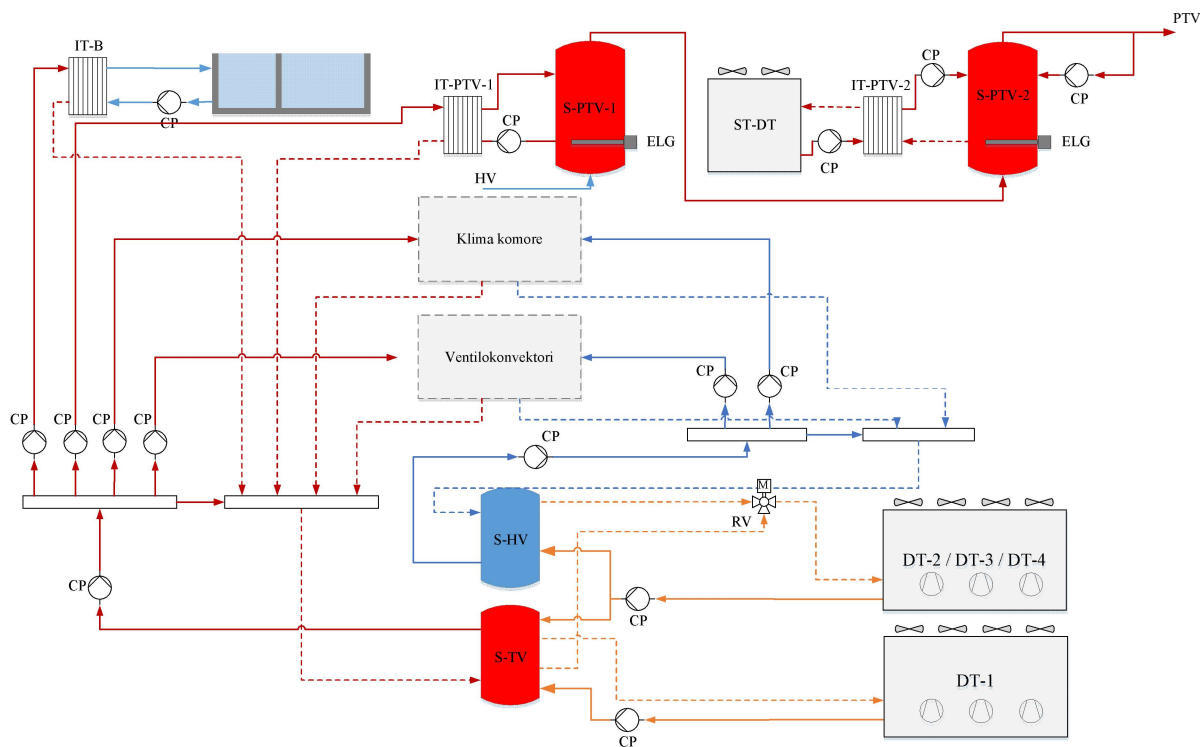 PTV
IT-B
CP
IT-PTV-1
CP
S-PTV-1
ELG
HV
ST-DT
CP
IT-PTV-2
CP
S-PTV-2
CP
ELG
Klima komore
Ventilokonvektori
CP
CP
CP
CP
CP
CP
CP
M
RV
S-HV
DT-2 / DT-3 / DT-4
CP
CP
S-TV
DT-1
CP